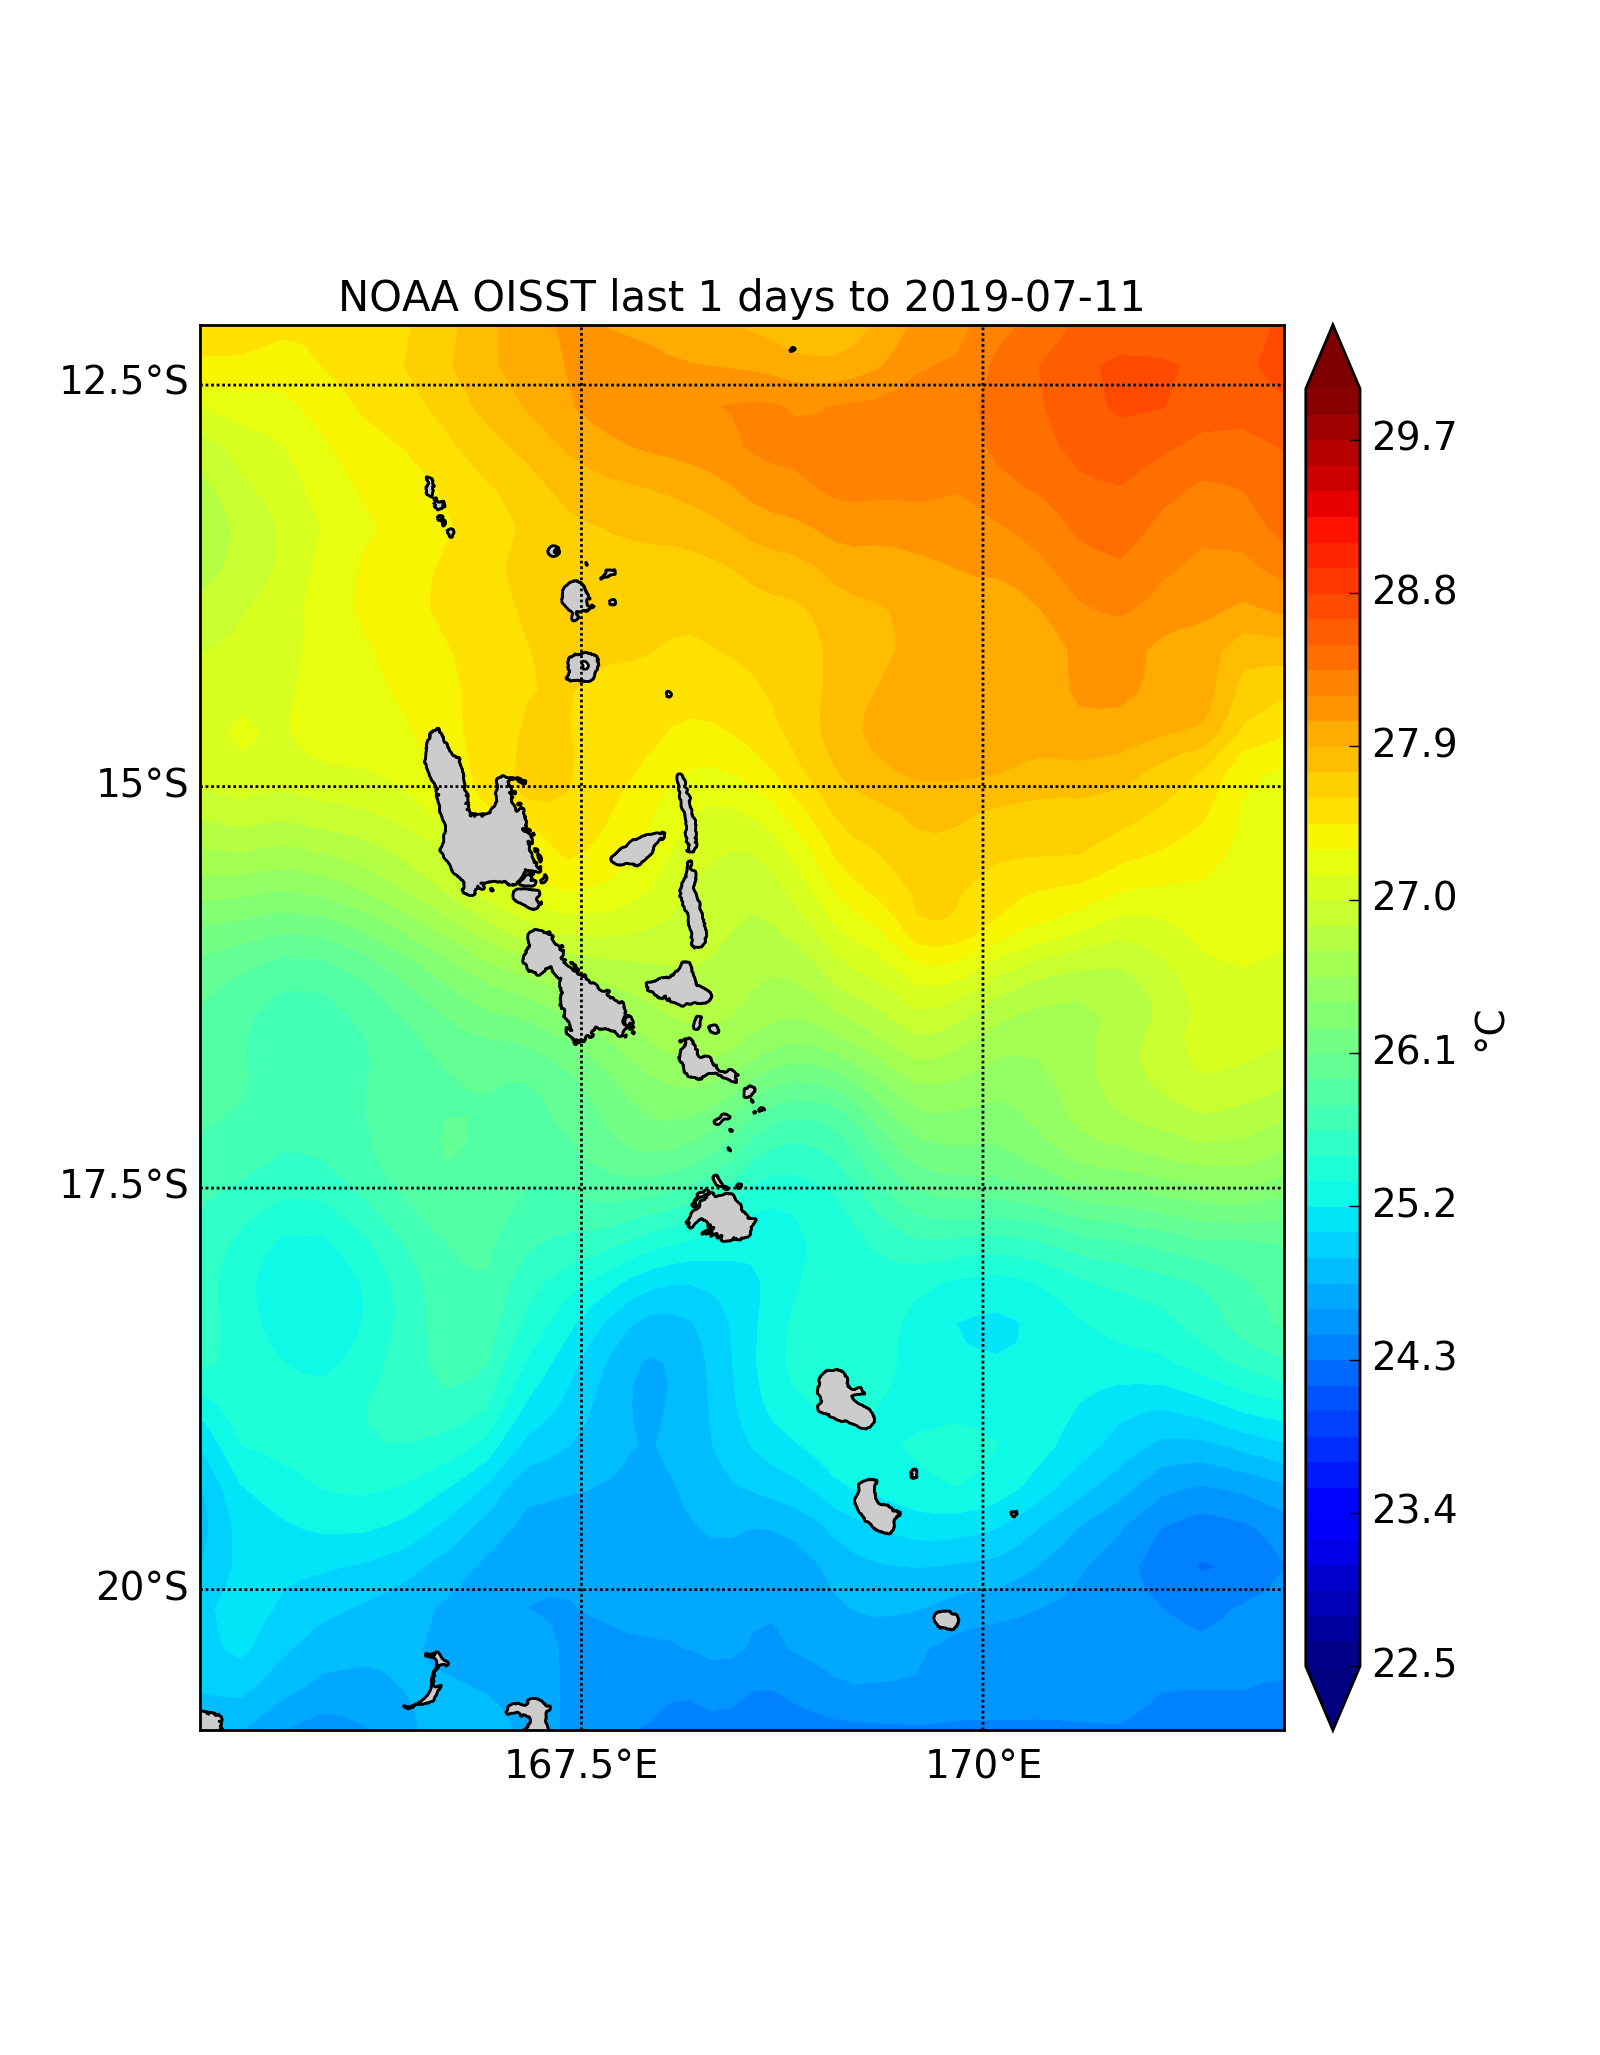 NOAA OISST last 1 days to 2019-07-11
12.5°S
15°S
17.5°S
20°S
167.5°E
170°E
29.7
28.8
27.9
27.0
26.1
25.2
24.3
23.4
22.5
°C